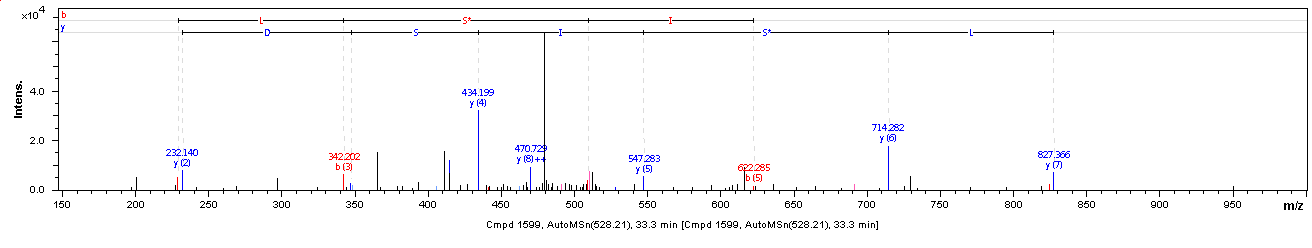 ×10⁴
b L S* I
y D S I S* L
Intens.
4.0
2.0
0.0
232.140
y (2)
342.202
b (3)
434.199
y (4)
470.729
y (8) ++
547.283
y (5)
622.285
b (5)
714.282
y (6)
827.366
y (7)
150 200 250 300 350 400 450 500 550 600 650 700 750 800 850 900 950 m/z
Cmpd 1599, AutoMSn(528.21), 33.3 min [Cmpd 1599, AutoMSn(528.21), 33.3 min]